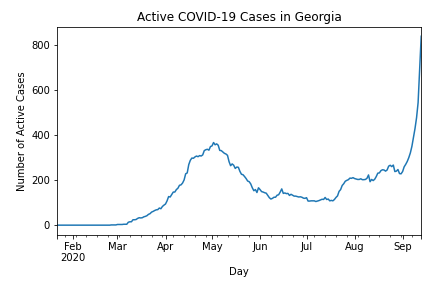 Active COVID-19 Cases in Georgia
Number of Active Cases
800
600
400
200
0
Feb Mar Apr May Jun Jul Aug Sep
2020
Day